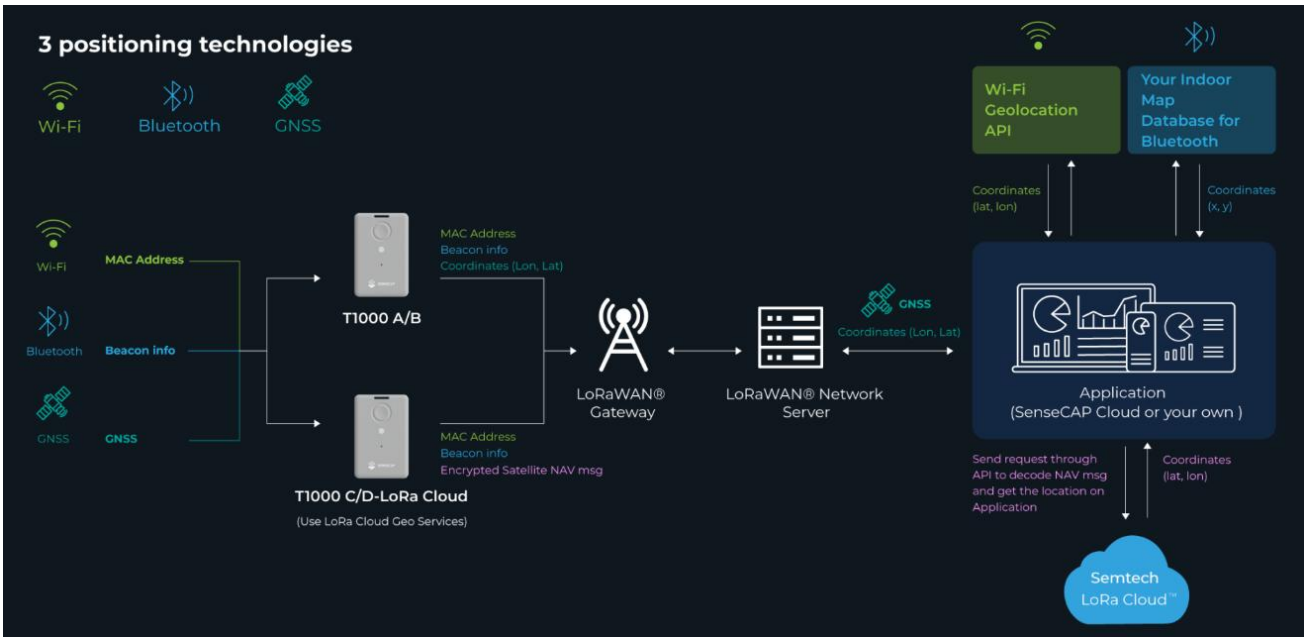 3 positioning technologies
Wi-Fi
Bluetooth
GNSS
Wi-Fi
MAC Address
Bluetooth
Beacon info
GNSS
GNSS
T1000 A/B
MAC Address
Beacon info
Coordinates (Lon, Lat)
T1000 C/D-LoRa Cloud
(Use LoRa Cloud Geo Services)
MAC Address
Beacon info
Encrypted Satellite NAV msg
LoRaWAN®
Gateway
LoRaWAN® Network
Server
GNSS
Coordinates (Lon, Lat)
Wi-Fi
Geolocation
API
Your Indoor
Map
Database for
Bluetooth
Coordinates
(lat, lon)
Coordinates
(x, y)
Application
(SenseCAP Cloud or your own )
Send request through
API to decode NAV msg
and get the location on
Application
Coordinates
(lat, lon)
Semtech
LoRa Cloud™